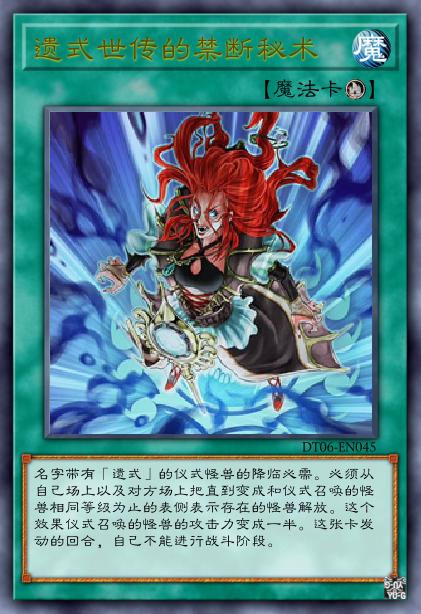 遗式世传的禁断秘术
魔
【魔法卡】
DT06-EN045
名字带有「遗式」的仪式怪兽的降临必需。必须从
自己场上以及对方场上把直到变成和仪式召唤的怪
兽相同等级为止的表侧表示存在的怪兽解放。这个
效果仪式召唤的怪兽的攻击力变成一半。这张卡发
动的回合，自己不能进行战斗阶段。